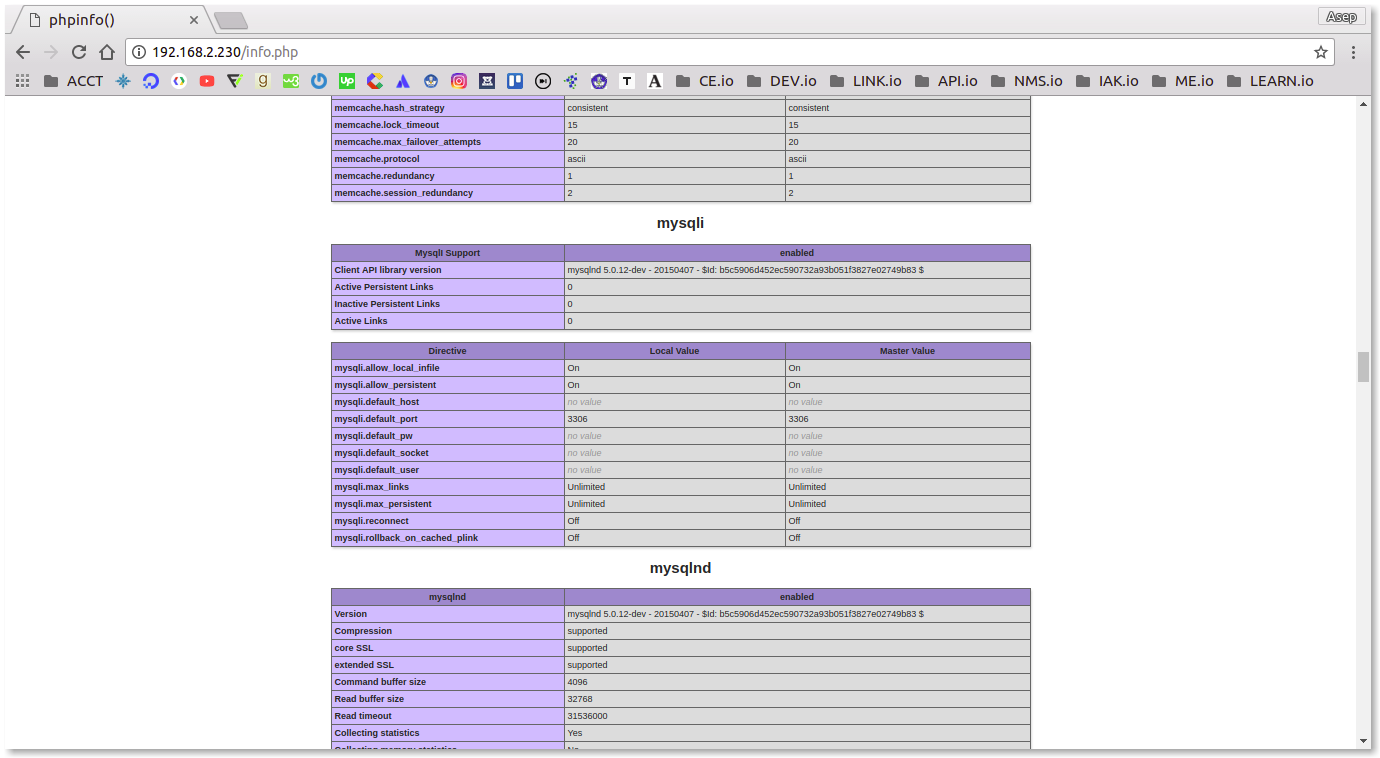 phpinfo()
Asep
192.168.2.230/info.php
ACCT g w3 Up T A CE.io DEV.io LINK.io API.io NMS.io IAK.io ME.io LEARN.io
memcache.hash_strategy consistent consistent
memcache.lock_timeout 15 15
memcache.max_failover_attempts 20 20
memcache.protocol ascii ascii
memcache.redundancy 1 1
memcache.session_redundancy 2 2
mysqli
MysqlI Support enabled
Client API library version mysqlnd 5.0.12-dev - 20150407 - $Id: b5c5906d452ec590732a93b051f3827e02749b83 $
Active Persistent Links 0
Inactive Persistent Links 0
Active Links 0
Directive Local Value Master Value
mysqli.allow_local_infile On On
mysqli.allow_persistent On On
mysqli.default_host no value no value
mysqli.default_port 3306 3306
mysqli.default_pw no value no value
mysqli.default_socket no value no value
mysqli.default_user no value no value
mysqli.max_links Unlimited Unlimited
mysqli.max_persistent Unlimited Unlimited
mysqli.reconnect Off Off
mysqli.rollback_on_cached_plink Off Off
mysqlnd
mysqlnd enabled
Version mysqlnd 5.0.12-dev - 20150407 - $Id: b5c5906d452ec590732a93b051f3827e02749b83 $
Compression supported
core SSL supported
extended SSL supported
Command buffer size 4096
Read buffer size 32768
Read timeout 31536000
Collecting statistics Yes
Collecting memory statistics No